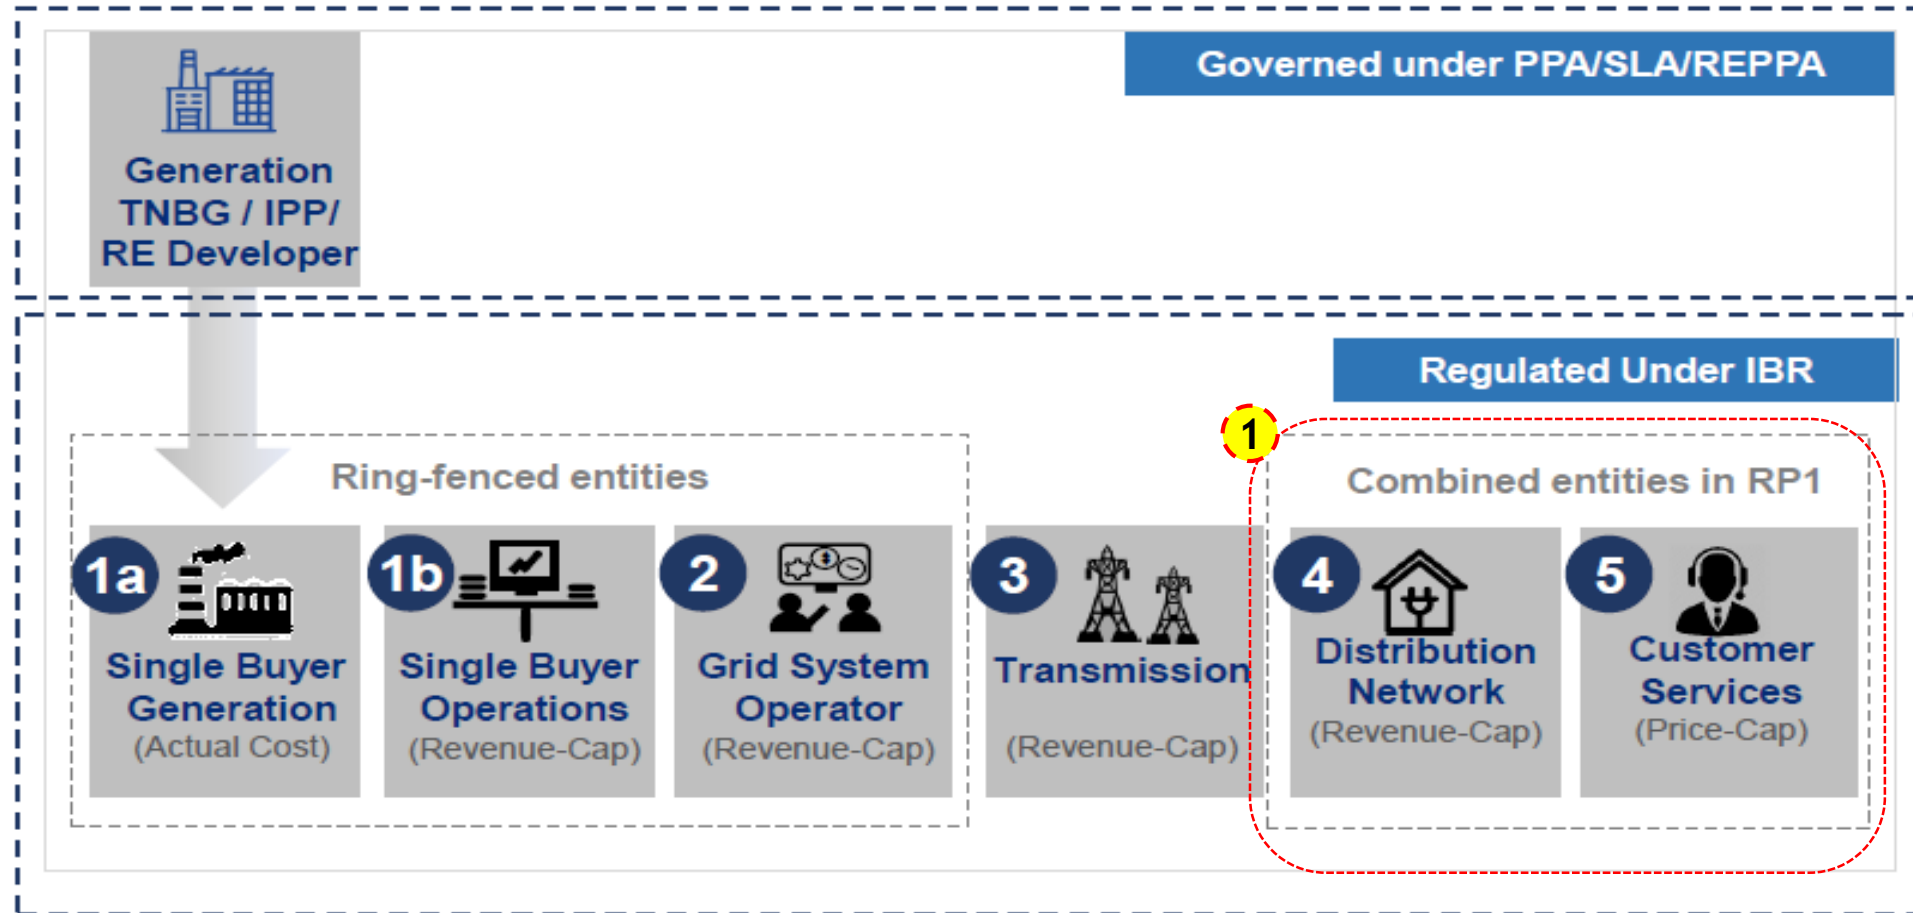 Governed under PPA/SLA/REPPA
Generation
TNBG / IPP/
RE Developer
Regulated Under IBR
1
Ring-fenced entities
Combined entities in RP1
1a
Single Buyer
Generation
(Actual Cost)
1b
Single Buyer
Operations
(Revenue-Cap)
2
Grid System
Operator
(Revenue-Cap)
3
Transmission
(Revenue-Cap)
4
Distribution
Network
(Revenue-Cap)
5
Customer
Services
(Price-Cap)